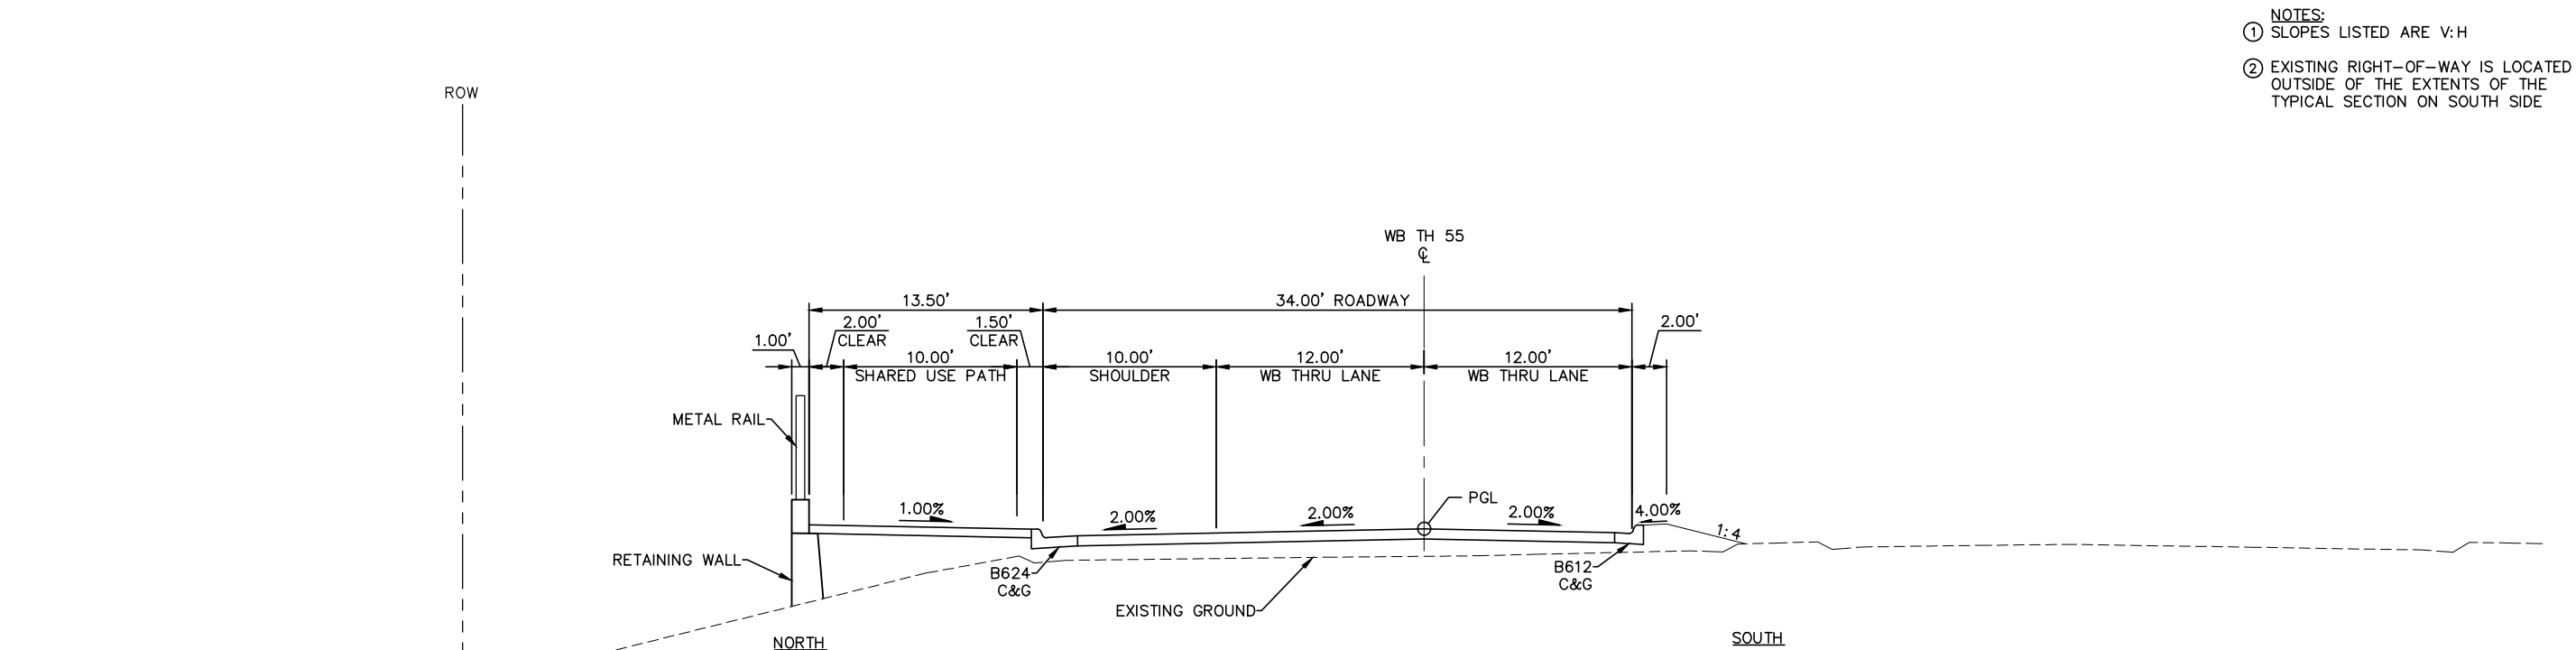 NOTES:
① SLOPES LISTED ARE V:H
② EXISTING RIGHT-OF-WAY IS LOCATED
OUTSIDE OF THE EXTENTS OF THE
TYPICAL SECTION ON SOUTH SIDE
ROW
WB TH 55
℄
13.50'
34.00' ROADWAY
1.00'
2.00'
CLEAR
1.50'
CLEAR
2.00'
10.00'
SHARED USE PATH
10.00'
SHOULDER
12.00'
WB THRU LANE
12.00'
WB THRU LANE
METAL RAIL
PGL
1.00%
2.00%
2.00%
2.00%
4.00%
1:4
RETAINING WALL
B624
C&G
B612
C&G
EXISTING GROUND
NORTH
SOUTH